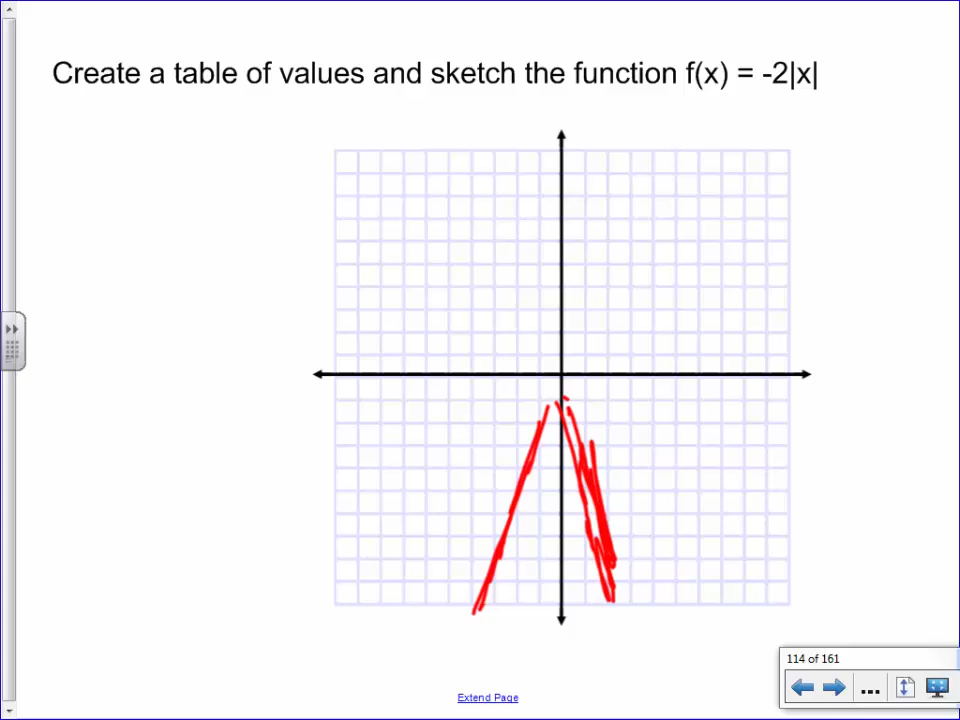 Create a table of values and sketch the function f(x) = -2|x|
114 of 161
...
Extend Page